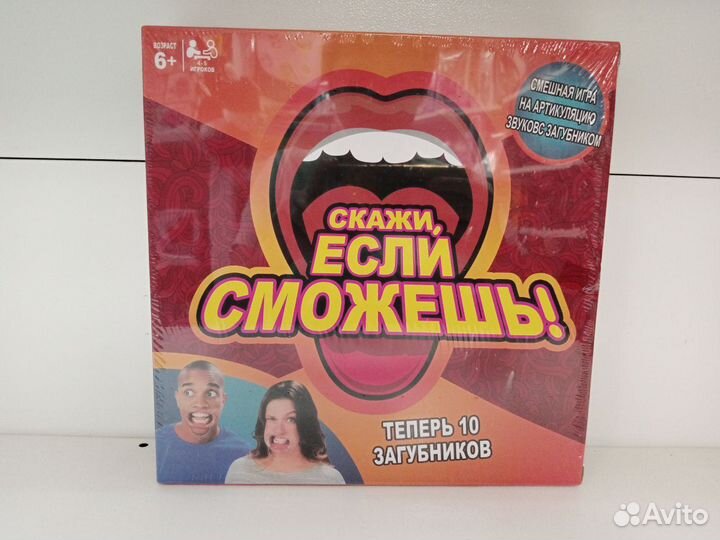 ВОЗРАСТ
6+
4-5
ИГРОКОВ
СМЕШНАЯ ИГРА
НА АРТИКУЛЯЦИЮ
ЗВУКОВС ЗАГУБНИКОМ
СКАЖИ,
ЕСЛИ
СМОЖЕШЬ!
ТЕПЕРЬ 10
ЗАГУБНИКОВ
Avito